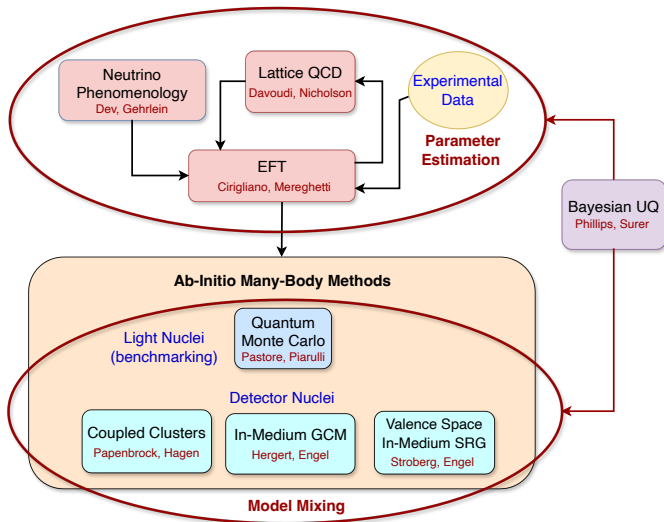 Neutrino
Phenomenology
Dev, Gehrlein
Lattice QCD
Davoudi, Nicholson
Experimental
Data
Parameter
Estimation
EFT
Cirigliano, Mereghetti
Bayesian UQ
Phillips, Surer
Ab-Initio Many-Body Methods
Light Nuclei
(benchmarking)
Quantum
Monte Carlo
Pastore, Piarulli
Detector Nuclei
Coupled Clusters
Papenbrock, Hagen
In-Medium GCM
Hergert, Engel
Valence Space
In-Medium SRG
Stroberg, Engel
Model Mixing